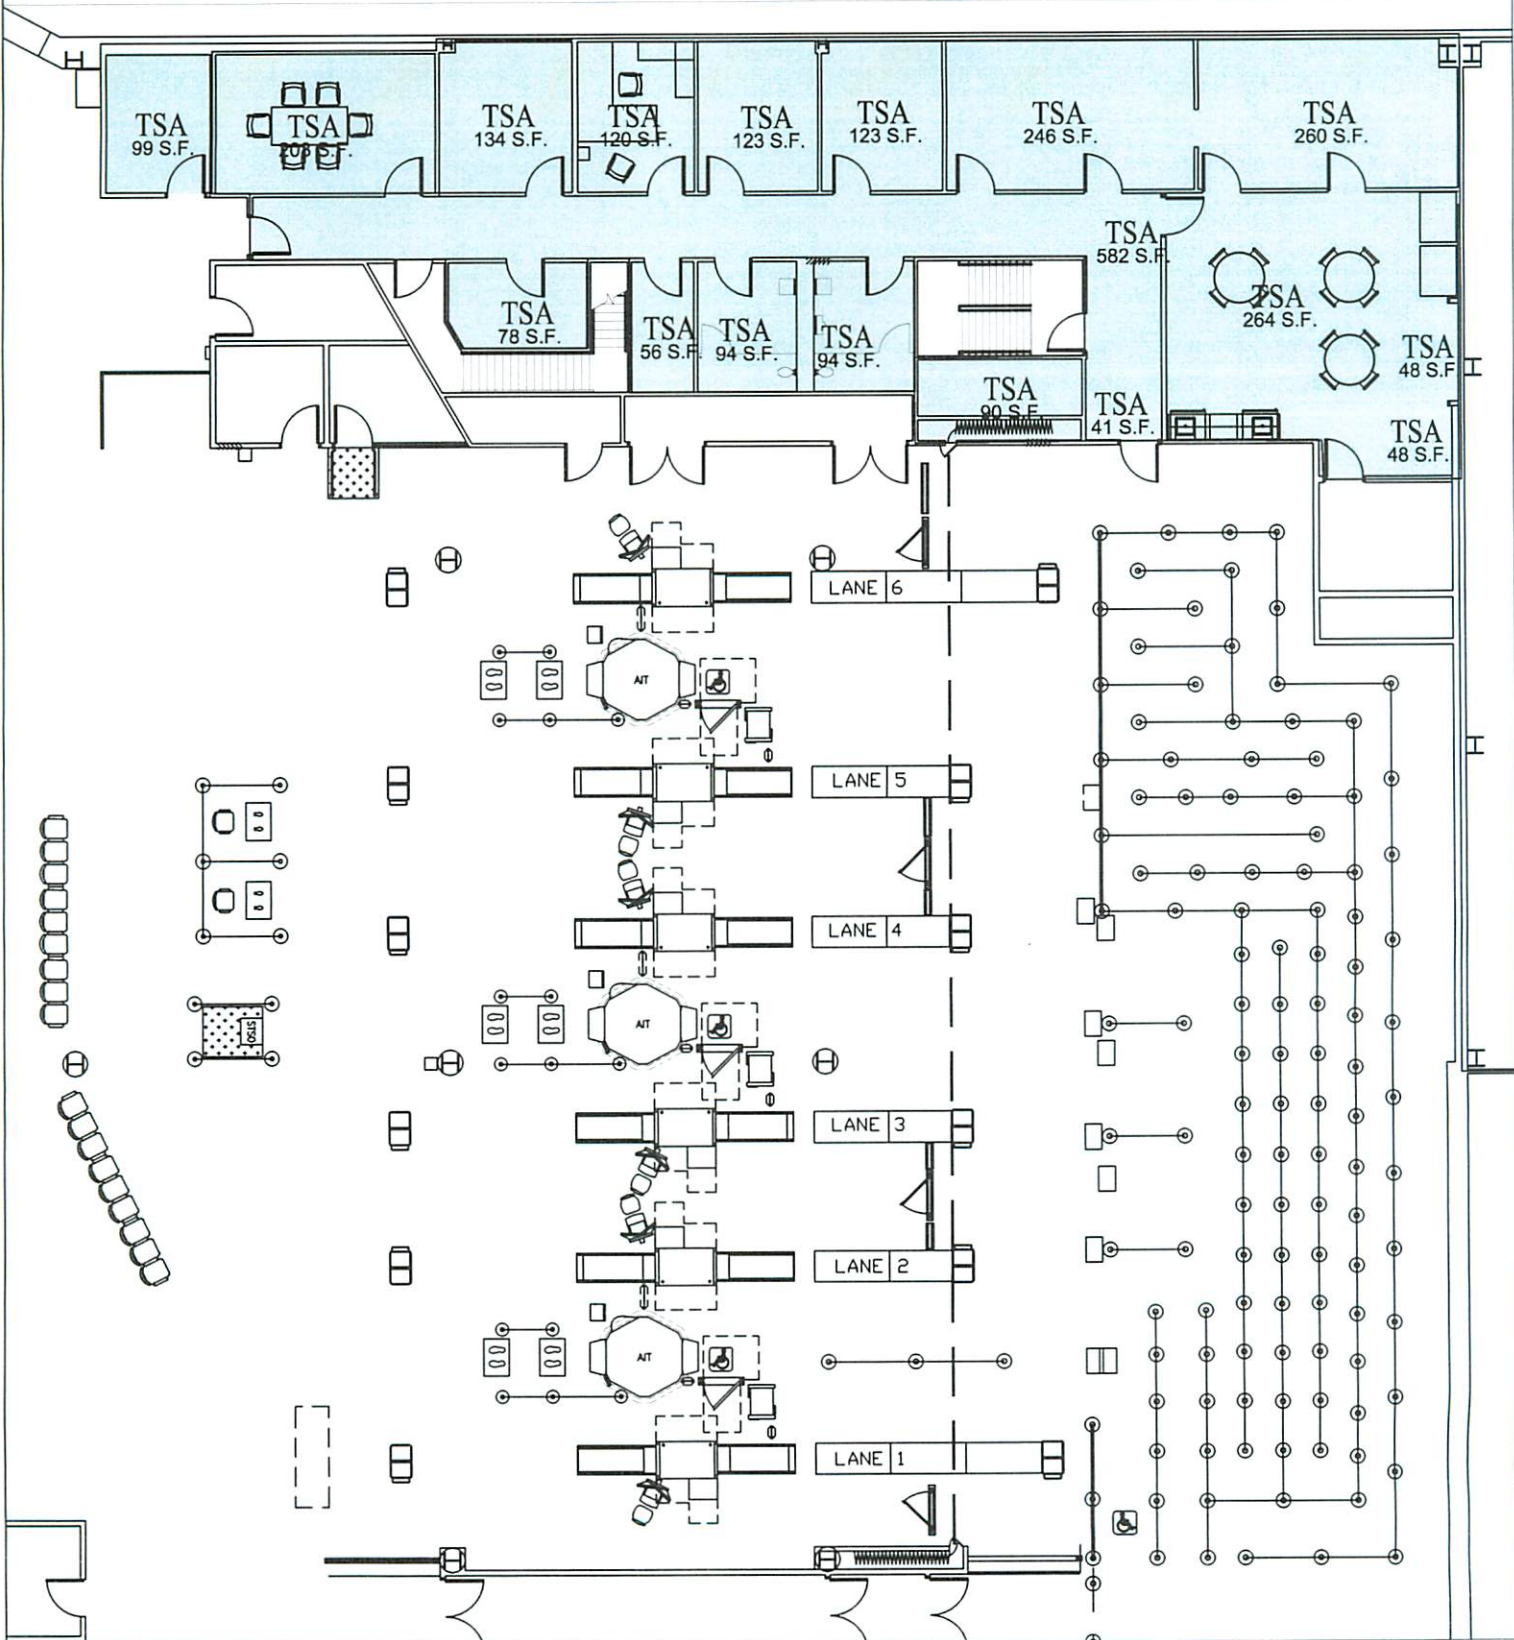 TSA
99 S.F.
TSA
203 S.F.
TSA
134 S.F.
TSA
120 S.F.
TSA
123 S.F.
TSA
123 S.F.
TSA
246 S.F.
TSA
260 S.F.
TSA
582 S.F.
TSA
264 S.F.
TSA
78 S.F.
TSA
56 S.F.
TSA
94 S.F.
TSA
94 S.F.
TSA
48 S.F
TSA
90 S.F.
TSA
41 S.F.
TSA
48 S.F.
LANE 6
AIT
LANE 5
LANE 4
AIT
STSO
LANE 3
LANE 2
AIT
LANE 1